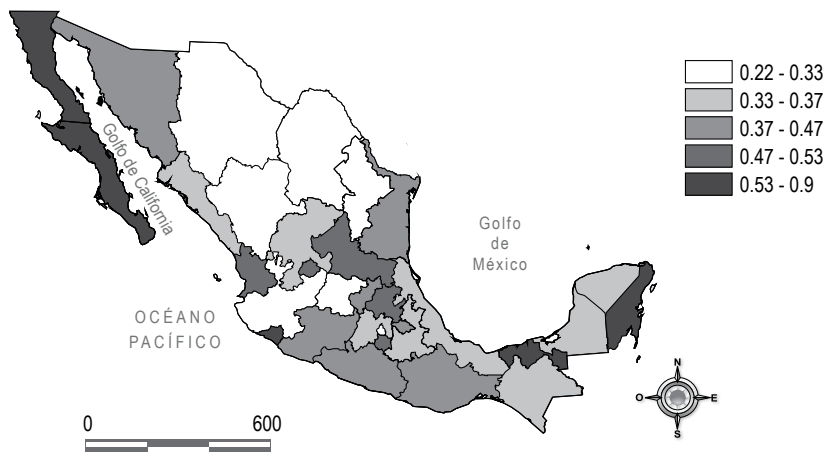 0.22 - 0.33
0.33 - 0.37
0.37 - 0.47
0.47 - 0.53
0.53 - 0.9
Golfo de California
Golfo
de
México
OCÉANO
PACÍFICO
N
O
E
S
0
600